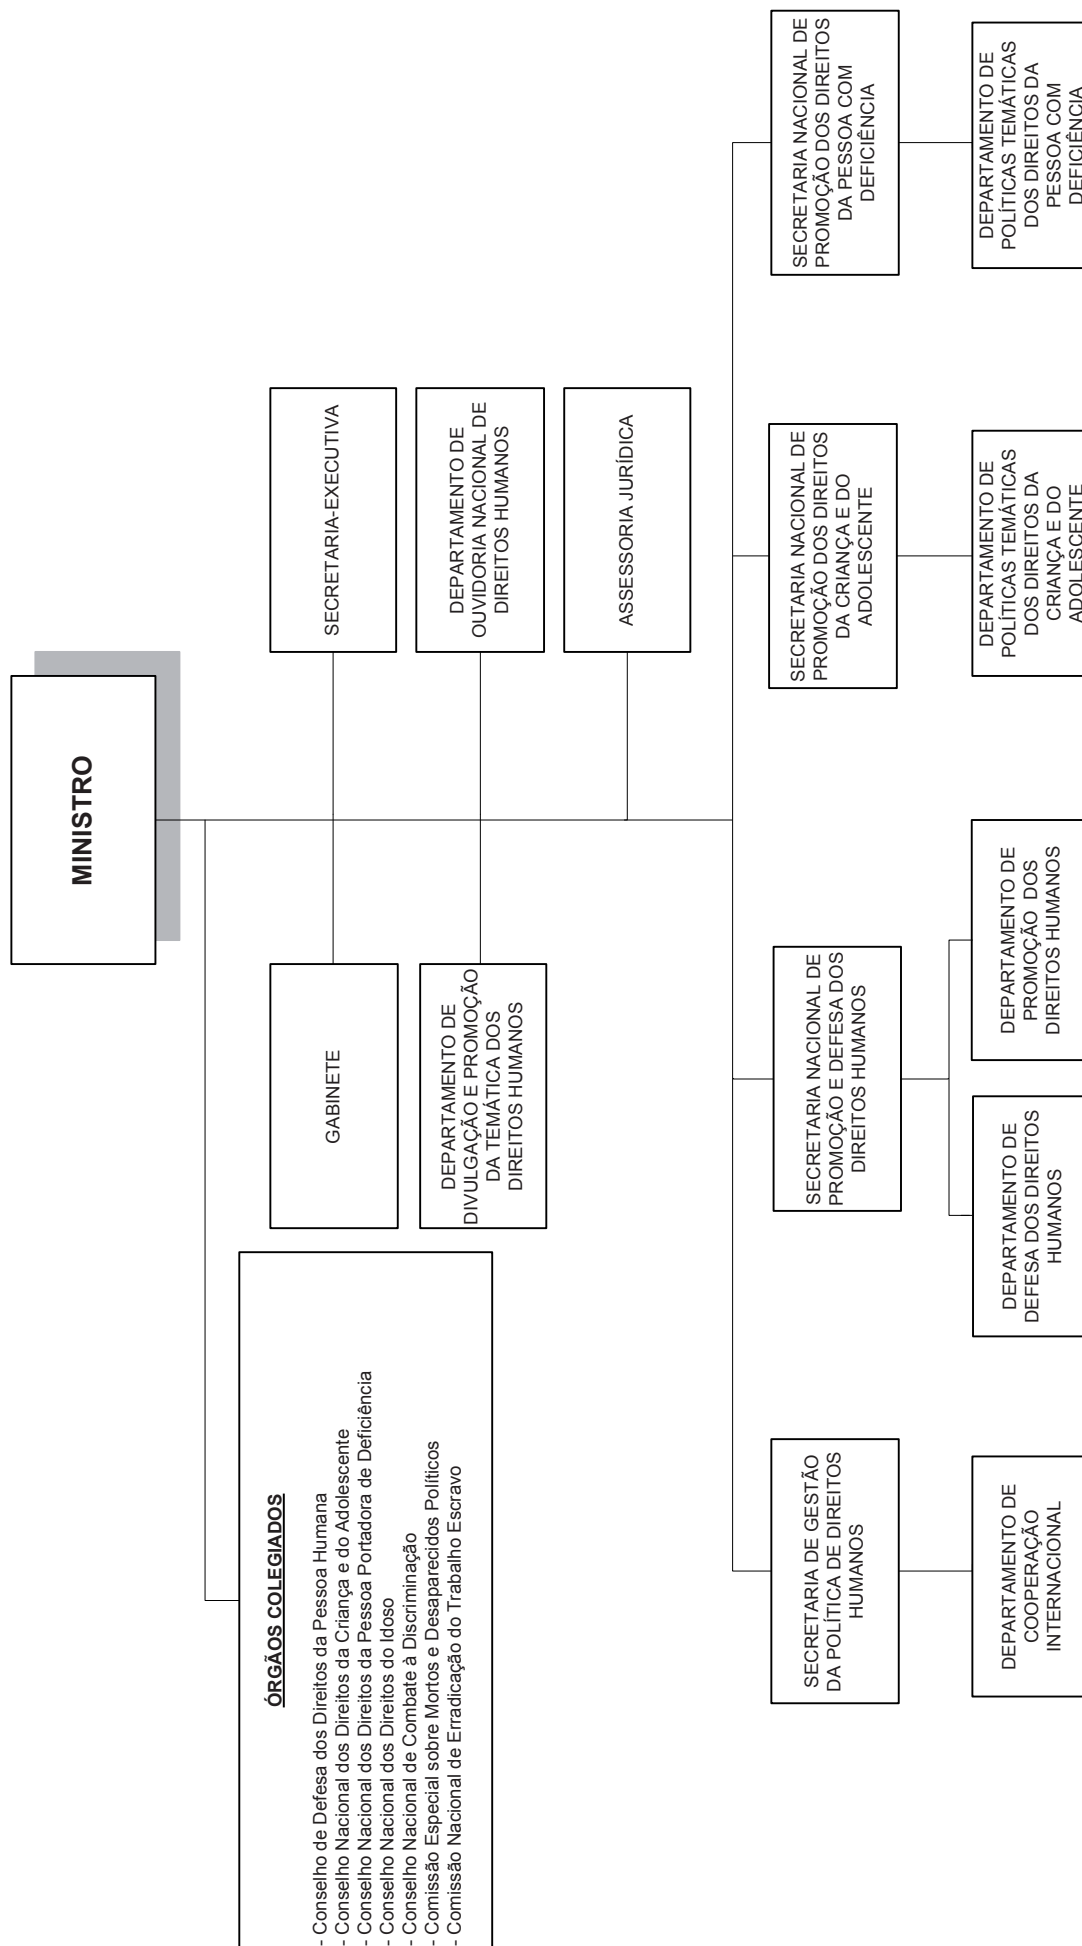 MINISTRO
ÓRGÃOS COLEGIADOS
- Conselho de Defesa dos Direitos da Pessoa Humana
- Conselho Nacional dos Direitos da Criança e do Adolescente
- Conselho Nacional dos Direitos da Pessoa Portadora de Deficiência
- Conselho Nacional dos Direitos do Idoso
- Conselho Nacional de Combate à Discriminação
- Comissão Especial sobre Mortos e Desaparecidos Políticos
- Comissão Nacional de Erradicação do Trabalho Escravo
GABINETE
SECRETARIA-EXECUTIVA
DEPARTAMENTO DE
DIVULGAÇÃO E PROMOÇÃO
DA TEMÁTICA DOS
DIREITOS HUMANOS
DEPARTAMENTO DE
OUVIDORIA NACIONAL DE
DIREITOS HUMANOS
ASSESSORIA JURÍDICA
SECRETARIA DE GESTÃO
DA POLÍTICA DE DIREITOS
HUMANOS
SECRETARIA NACIONAL DE
PROMOÇÃO E DEFESA DOS
DIREITOS HUMANOS
SECRETARIA NACIONAL DE
PROMOÇÃO DOS DIREITOS
DA CRIANÇA E DO
ADOLESCENTE
SECRETARIA NACIONAL DE
PROMOÇÃO DOS DIREITOS
DA PESSOA COM
DEFICIÊNCIA
DEPARTAMENTO DE
COOPERAÇÃO
INTERNACIONAL
DEPARTAMENTO DE
DEFESA DOS DIREITOS
HUMANOS
DEPARTAMENTO DE
PROMOÇÃO DOS
DIREITOS HUMANOS
DEPARTAMENTO DE
POLÍTICAS TEMÁTICAS
DOS DIREITOS DA
CRIANÇA E DO
ADOLESCENTE
DEPARTAMENTO DE
POLÍTICAS TEMÁTICAS
DOS DIREITOS DA
PESSOA COM
DEFICIÊNCIA